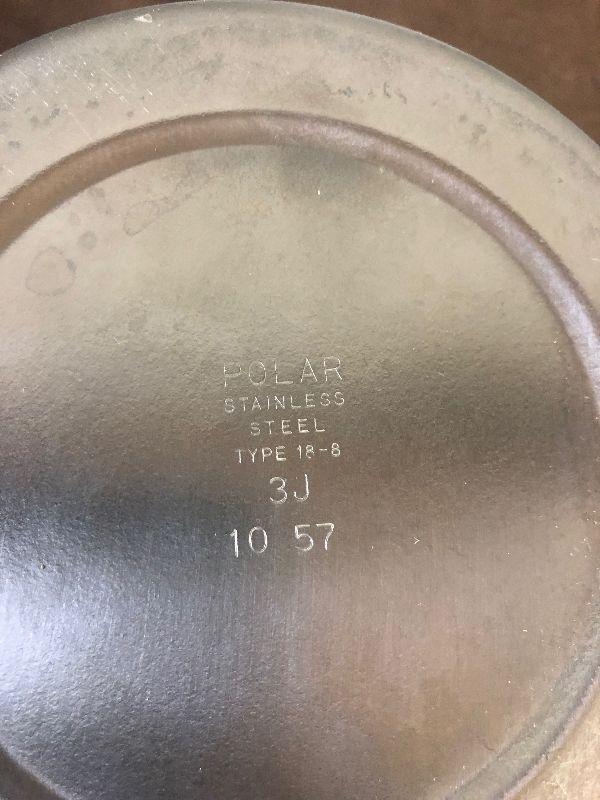 POLAR
STAINLESS
STEEL
TYPE 18-8
3J
10 57